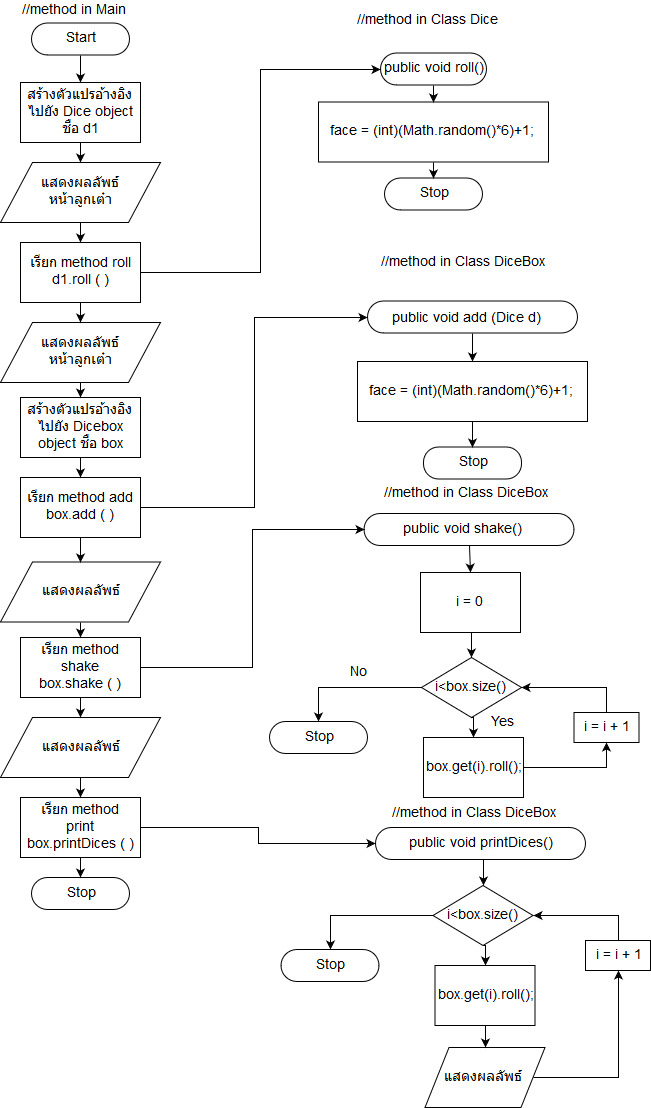 //method in Main
Start
สร้างตัวแปรอ้างอิง
ไปยัง Dice object
ชื่อ d1
แสดงผลลัพธ์
หน้าลูกเต๋า
เรียก method roll
d1.roll ( )
แสดงผลลัพธ์
หน้าลูกเต๋า
สร้างตัวแปรอ้างอิง
ไปยัง Dicebox
object ชื่อ box
เรียก method add
box.add ( )
แสดงผลลัพธ์
เรียก method
shake
box.shake ( )
แสดงผลลัพธ์
เรียก method
print
box.printDices ( )
Stop
//method in Class Dice
public void roll()
face = (int)(Math.random()*6)+1;
Stop
//method in Class DiceBox
public void add (Dice d)
face = (int)(Math.random()*6)+1;
Stop
//method in Class DiceBox
public void shake()
i = 0
i<box.size()
No
Yes
Stop
i = i + 1
box.get(i).roll();
//method in Class DiceBox
public void printDices()
i<box.size()
Stop
i = i + 1
box.get(i).roll();
แสดงผลลัพธ์